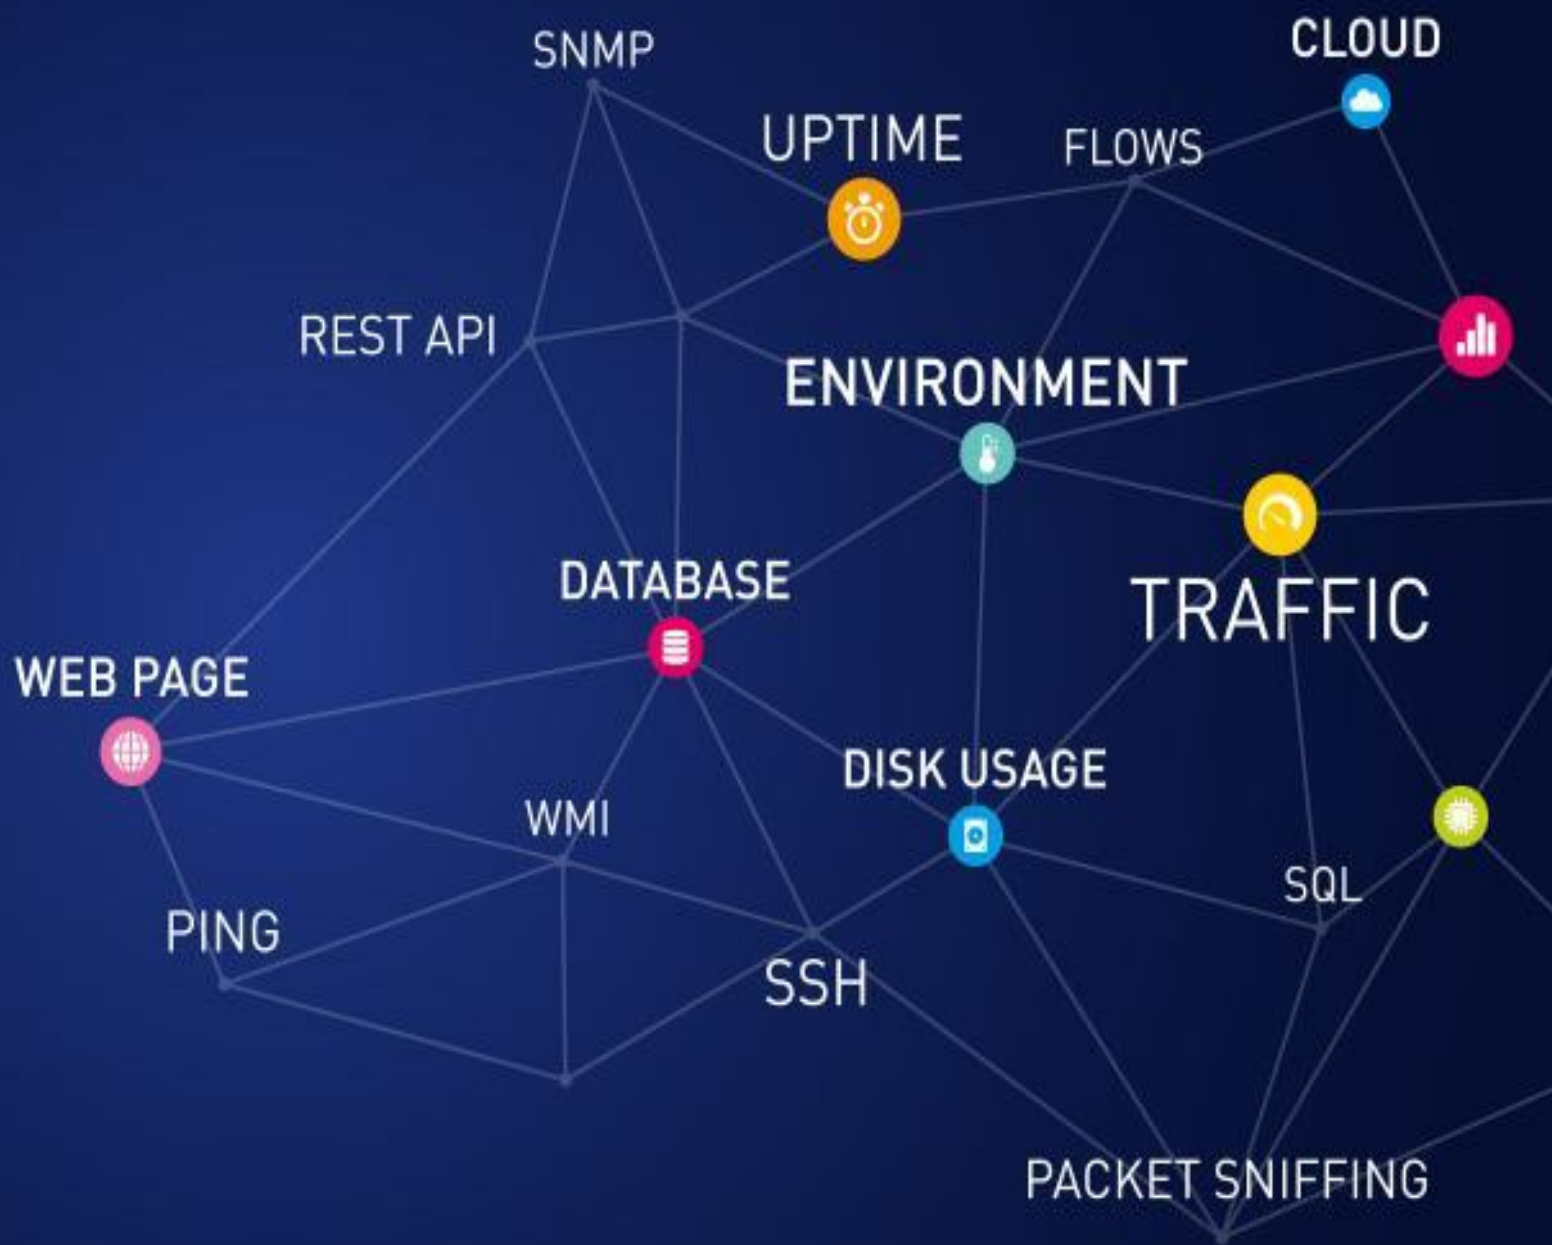 SNMP
CLOUD
UPTIME
FLOWS
REST API
ENVIRONMENT
DATABASE
TRAFFIC
WEB PAGE
DISK USAGE
WMI
SQL
PING
SSH
PACKET SNIFFING